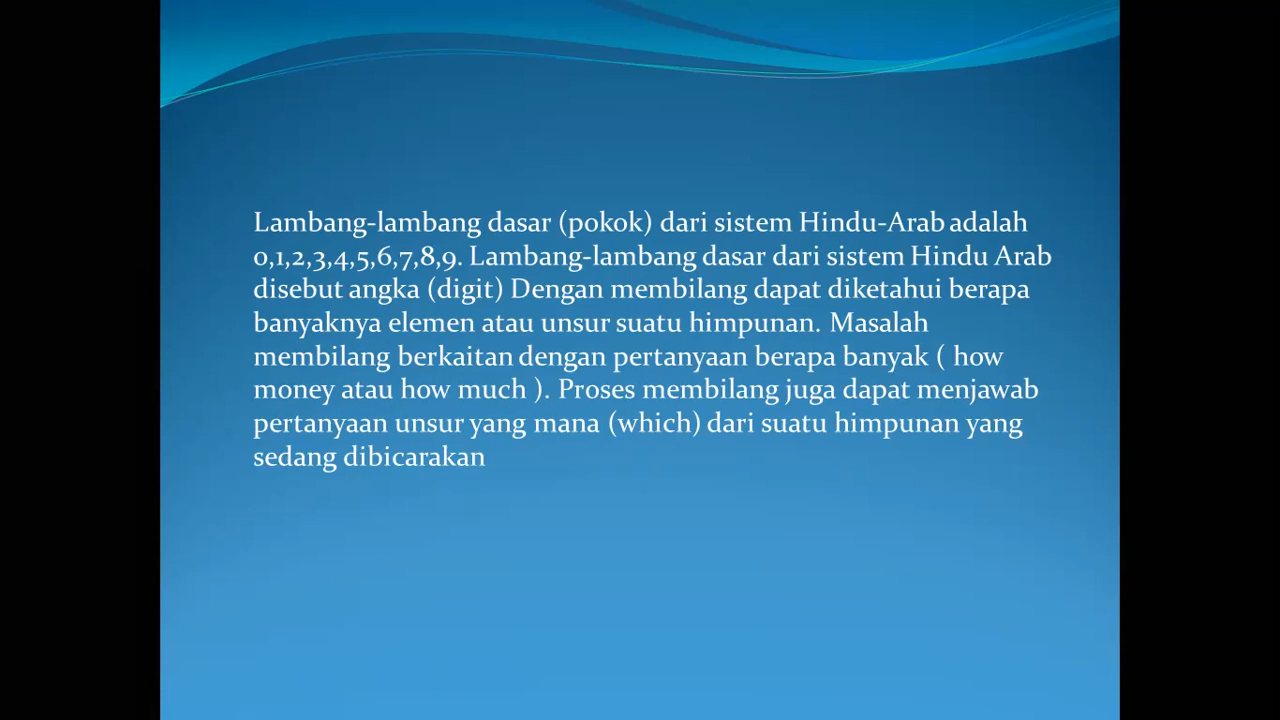 Lambang-lambang dasar (pokok) dari sistem Hindu-Arab adalah
0,1,2,3,4,5,6,7,8,9. Lambang-lambang dasar dari sistem Hindu Arab
disebut angka (digit) Dengan membilang dapat diketahui berapa
banyaknya elemen atau unsur suatu himpunan. Masalah
membilang berkaitan dengan pertanyaan berapa banyak ( how
money atau how much ). Proses membilang juga dapat menjawab
pertanyaan unsur yang mana (which) dari suatu himpunan yang
sedang dibicarakan